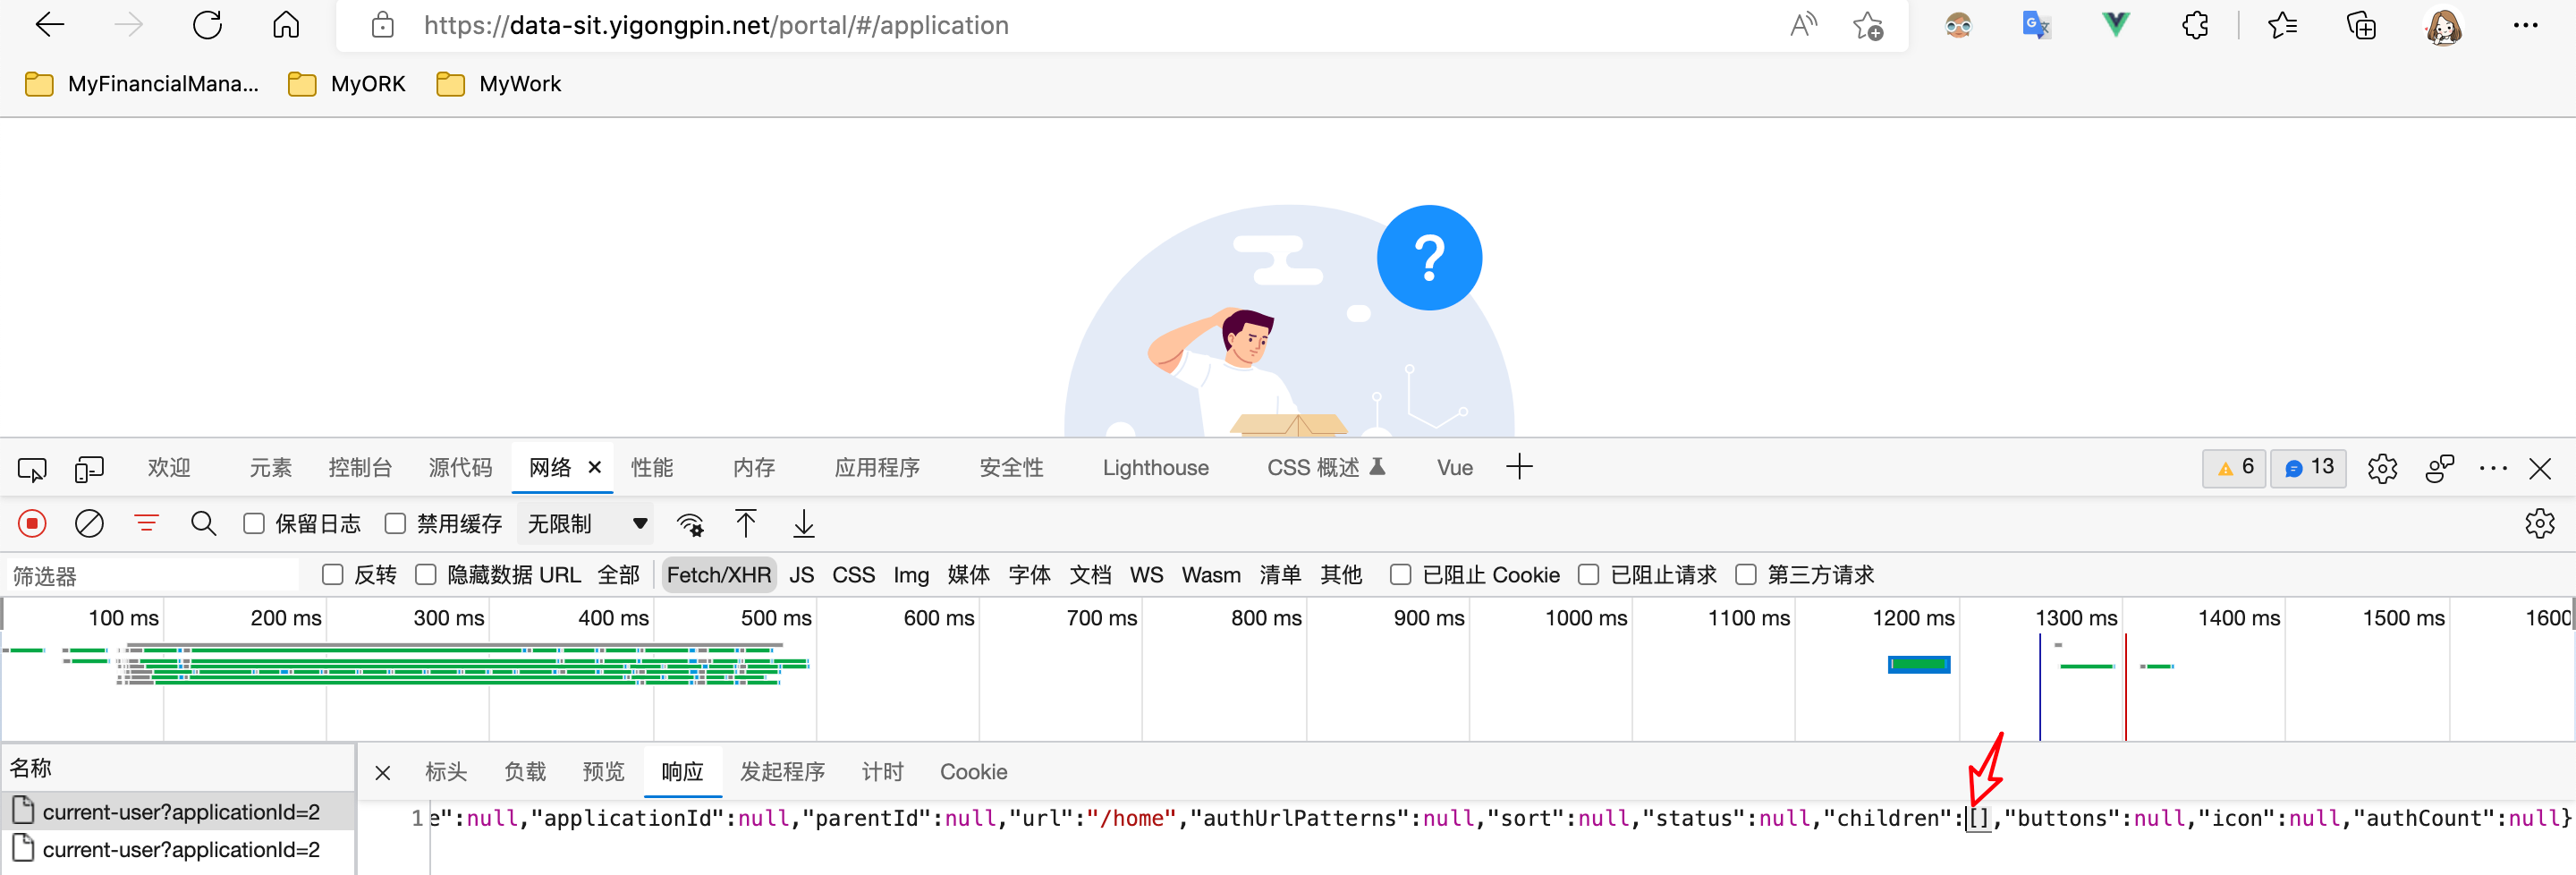 https://data-sit.yigongpin.net/portal/#/application
MyFinancialMana... MyORK MyWork
?
欢迎 元素 控制台 源代码 网络 性能 内存 应用程序 安全性 Lighthouse CSS 概述 Vue 6 13
保留日志 禁用缓存 无限制
筛选器 反转 隐藏数据 URL 全部 Fetch/XHR JS CSS Img 媒体 字体 文档 WS Wasm 清单 其他 已阻止 Cookie 已阻止请求 第三方请求
100 ms 200 ms 300 ms 400 ms 500 ms 600 ms 700 ms 800 ms 900 ms 1000 ms 1100 ms 1200 ms 1300 ms 1400 ms 1500 ms 1600
名称 标头 负载 预览 响应 发起程序 计时 Cookie
current-user?applicationId=2
1 e":null,"applicationId":null,"parentId":null,"url":"/home","authUrlPatterns":null,"sort":null,"status":null,"children":[],"buttons":null,"icon":null,"authCount":null}
current-user?applicationId=2